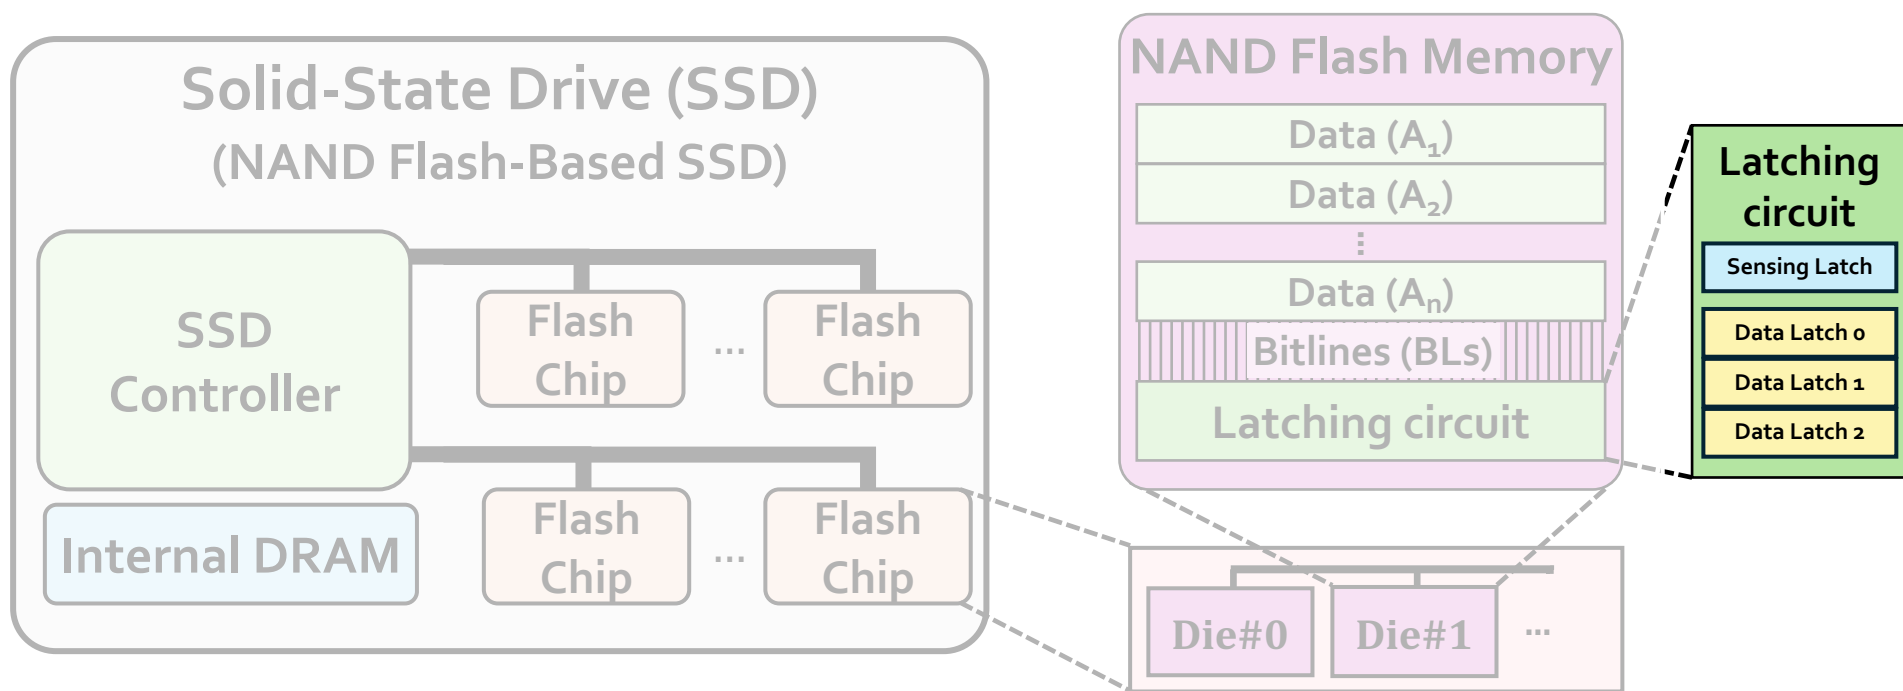 Solid-State Drive (SSD)
(NAND Flash-Based SSD)
SSD
Controller
Internal DRAM
Flash
Chip
...
Flash
Chip
Flash
Chip
...
Flash
Chip
NAND Flash Memory
Data (A₁)
Data (A₂)
⋮
Data (Aₙ)
Bitlines (BLs)
Latching circuit
Die#0
Die#1
...
Latching
circuit
Sensing Latch
Data Latch 0
Data Latch 1
Data Latch 2